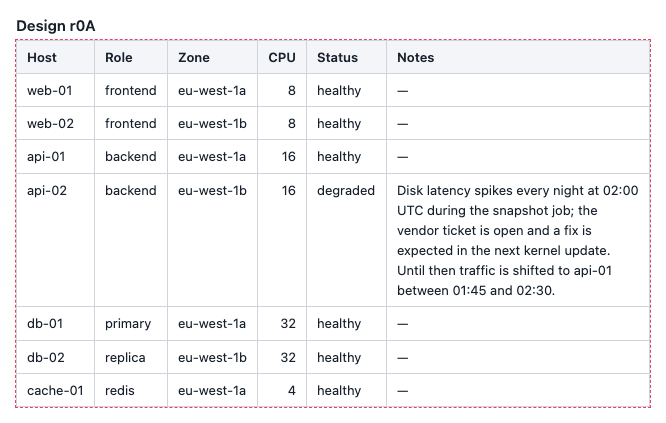 Design r0A
Host Role Zone CPU Status Notes
web-01 frontend eu-west-1a 8 healthy —
web-02 frontend eu-west-1b 8 healthy —
api-01 backend eu-west-1a 16 healthy —
api-02 backend eu-west-1b 16 degraded Disk latency spikes every night at 02:00
UTC during the snapshot job; the
vendor ticket is open and a fix is
expected in the next kernel update.
Until then traffic is shifted to api-01
between 01:45 and 02:30.
db-01 primary eu-west-1a 32 healthy —
db-02 replica eu-west-1b 32 healthy —
cache-01 redis eu-west-1a 4 healthy —